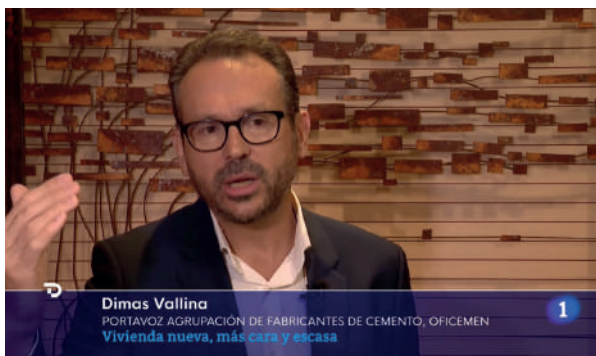 Dimas Vallina
PORTAVOZ AGRUPACIÓN DE FABRICANTES DE CEMENTO, OFICEMEN
Vivienda nueva, más cara y escasa
1